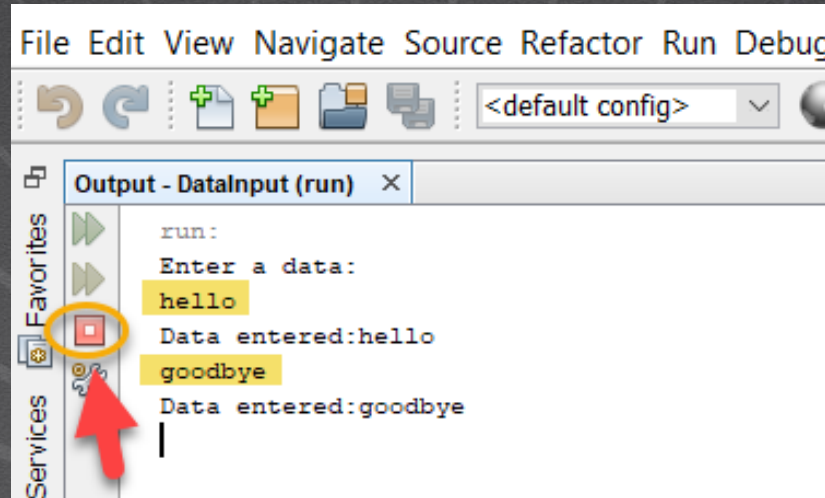 File Edit View Navigate Source Refactor Run Debug
<default config>
Output - DataInput (run)
Favorites
Services
run:
Enter a data:
hello
Data entered:hello
goodbye
Data entered:goodbye